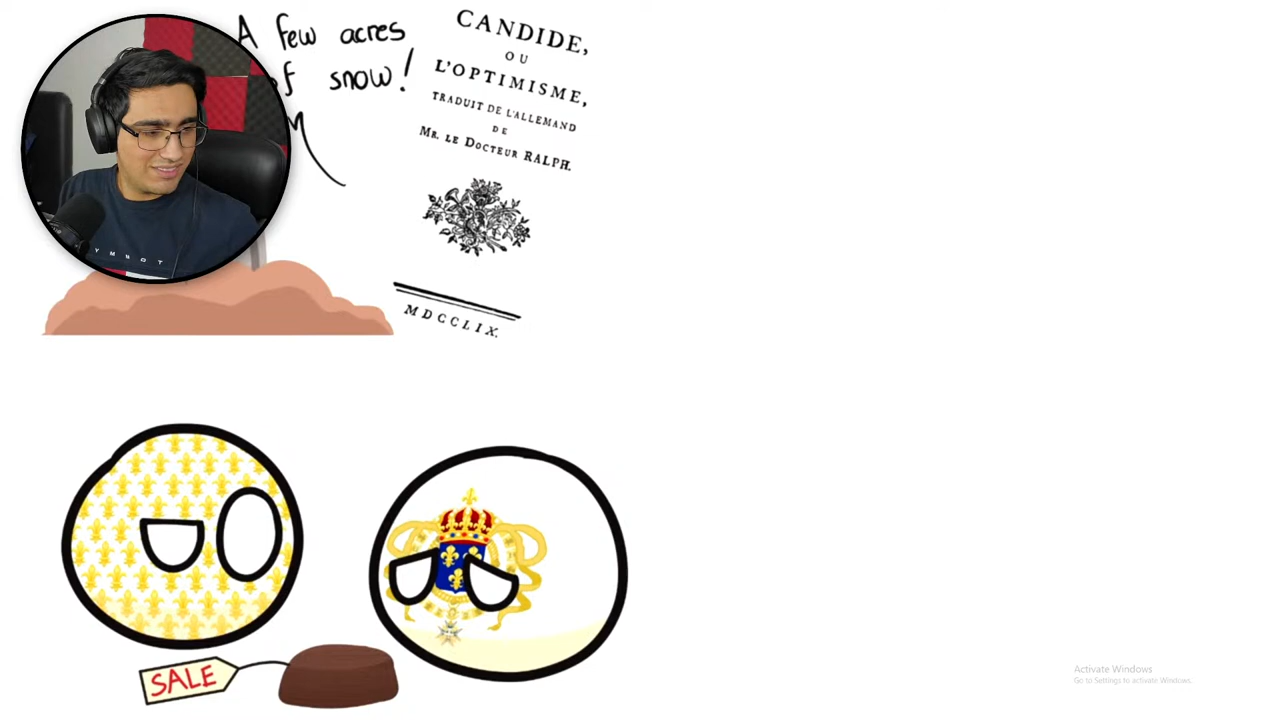 A few acres
of snow!
CANDIDE,
OU
L'OPTIMISME,
TRADUIT DE L'ALLEMAND
DE
MR. LE DOCTEUR RALPH.
MDCCLIX.
SALE
Activate Windows
Go to Settings to activate Windows.